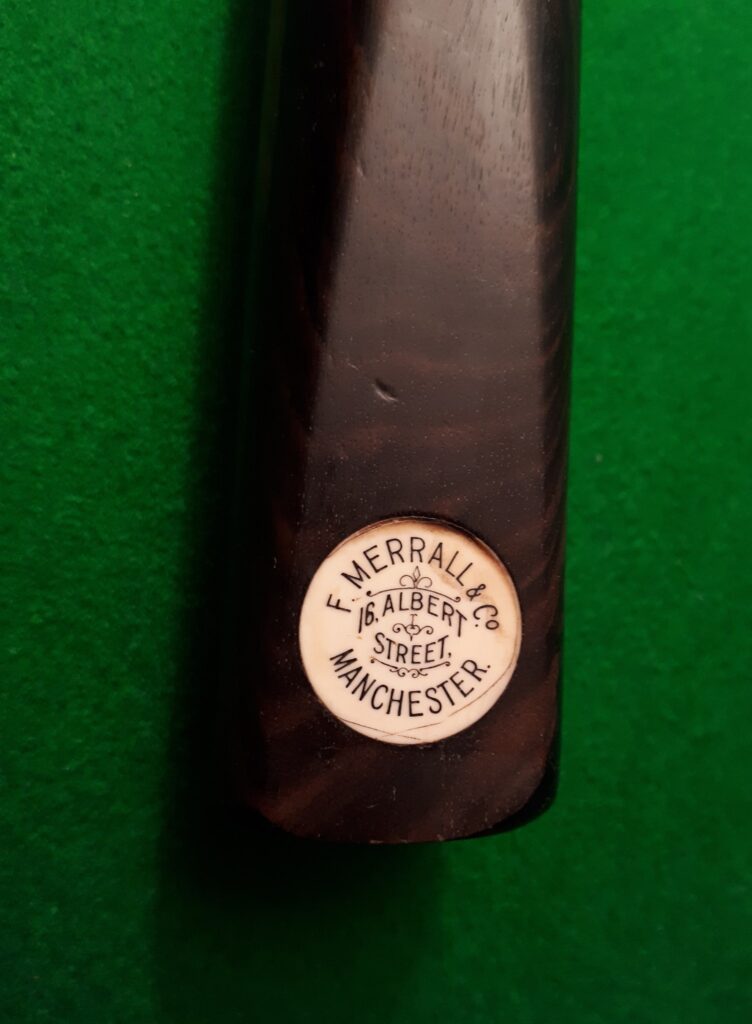 F. MERRALL & Co.
16, ALBERT
STREET,
MANCHESTER.